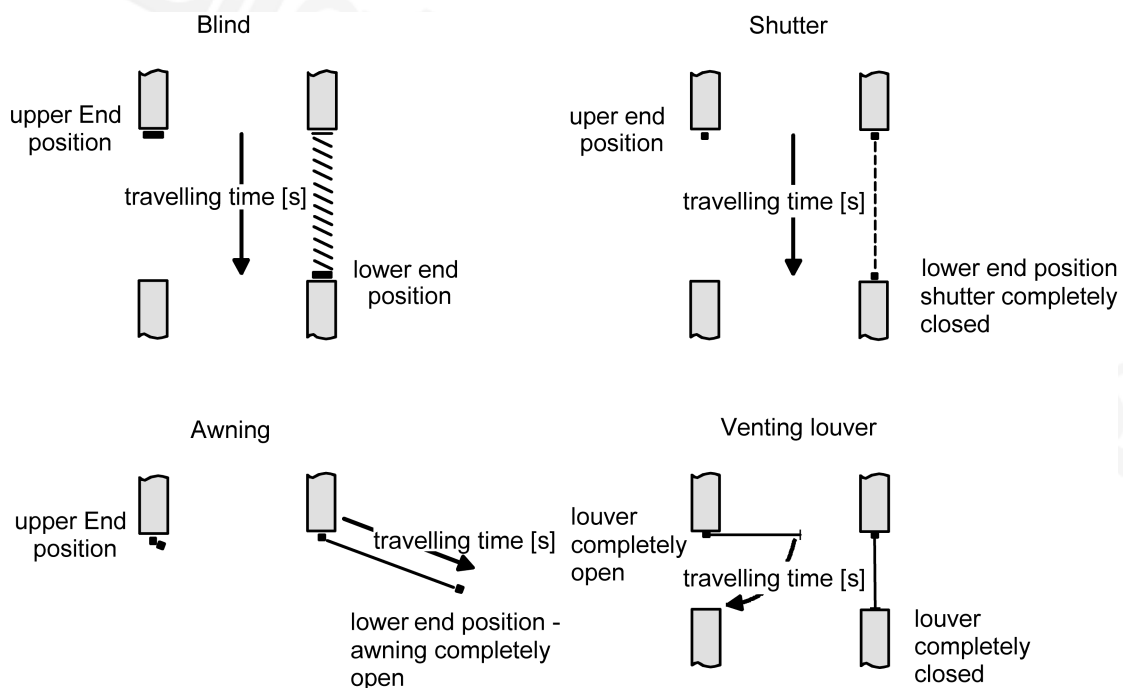 Blind
upper End
position
travelling time [s]
lower end
position
Shutter
uper end
position
travelling time [s]
lower end position
shutter completely
closed
Awning
upper End
position
travelling time [s]
lower end position -
awning completely
open
Venting louver
louver
completely
open
travelling time [s]
louver
completely
closed